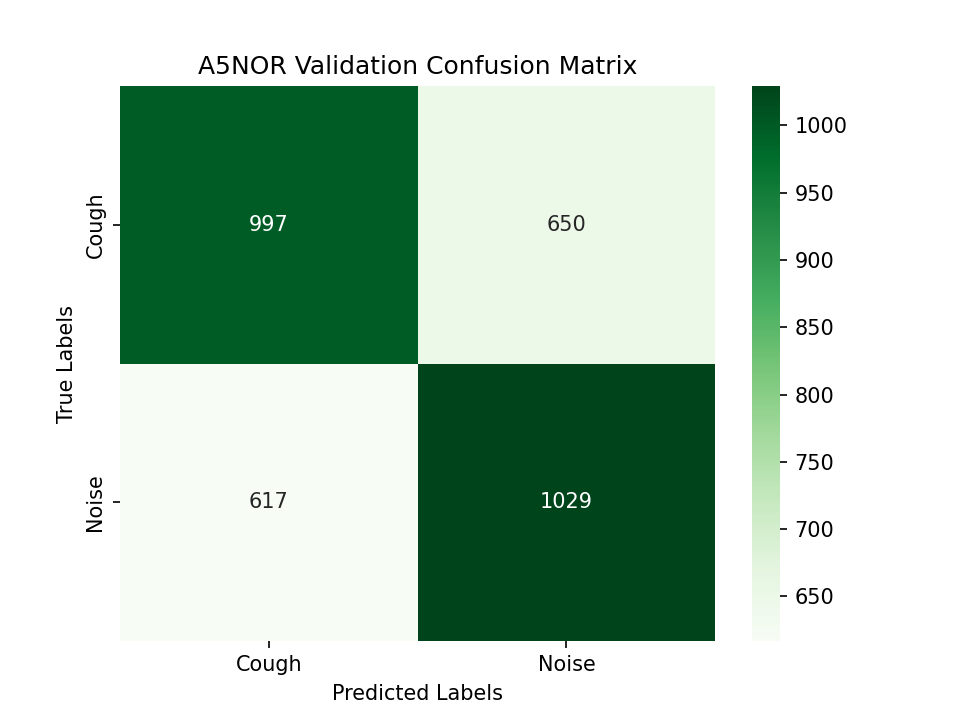 A5NOR Validation Confusion Matrix
True Labels
Cough
Noise
997
650
617
1029
Cough
Noise
Predicted Labels
1000
950
900
850
800
750
700
650